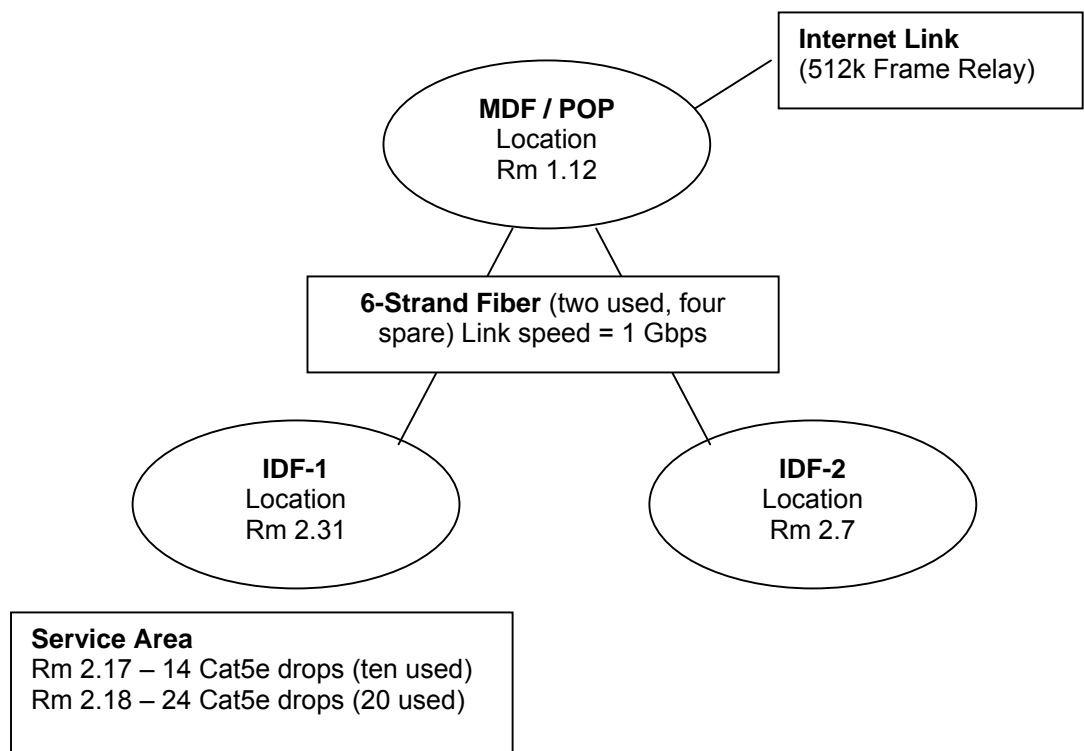 Internet Link
(512k Frame Relay)
MDF / POP
Location
Rm 1.12
6-Strand Fiber (two used, four
spare) Link speed = 1 Gbps
IDF-1
Location
Rm 2.31
IDF-2
Location
Rm 2.7
Service Area
Rm 2.17 – 14 Cat5e drops (ten used)
Rm 2.18 – 24 Cat5e drops (20 used)